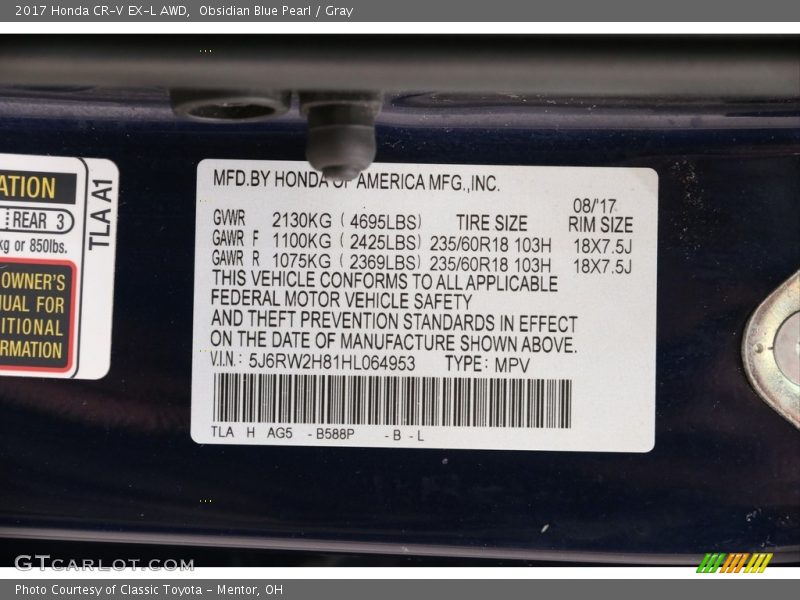 2017 Honda CR-V EX-L AWD,  Obsidian Blue Pearl / Gray
ATION
REAR 3
kg or 850lbs.
OWNER'S
UAL FOR
ITIONAL
RMATION
TLA A1
MFD.BY HONDA OF AMERICA MFG.,INC.
08/'17
GVWR 2130KG ( 4695LBS) TIRE SIZE RIM SIZE
GAWR F 1100KG ( 2425LBS) 235/60R18 103H 18X7.5J
GAWR R 1075KG ( 2369LBS) 235/60R18 103H 18X7.5J
THIS VEHICLE CONFORMS TO ALL APPLICABLE
FEDERAL MOTOR VEHICLE SAFETY
AND THEFT PREVENTION STANDARDS IN EFFECT
ON THE DATE OF MANUFACTURE SHOWN ABOVE.
V.I.N.: 5J6RW2H81HL064953 TYPE: MPV
TLA H AG5 - B588P - B - L
GTCARLOT.COM
Photo Courtesy of Classic Toyota - Mentor, OH